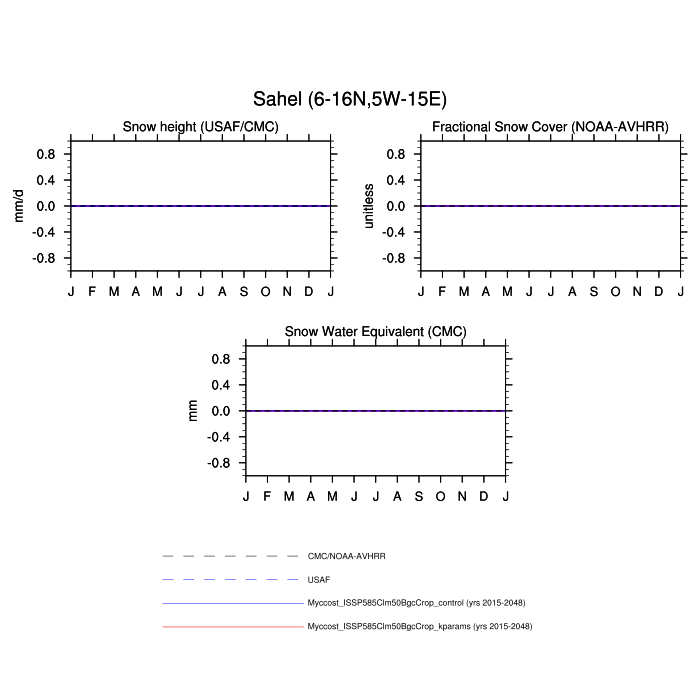 Sahel (6-16N,5W-15E)
Snow height (USAF/CMC)
mm/d
0.8
0.4
0.0
-0.4
-0.8
J F M A M J J A S O N D J
Fractional Snow Cover (NOAA-AVHRR)
unitless
0.8
0.4
0.0
-0.4
-0.8
J F M A M J J A S O N D J
Snow Water Equivalent (CMC)
mm
0.8
0.4
0.0
-0.4
-0.8
J F M A M J J A S O N D J
CMC/NOAA-AVHRR
USAF
Myccost_ISSP585Clm50BgcCrop_control (yrs 2015-2048)
Myccost_ISSP585Clm50BgcCrop_kparams (yrs 2015-2048)